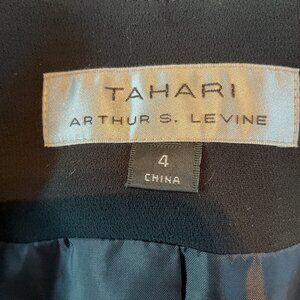 TAHARI
ARTHUR S. LEVINE
4
CHINA